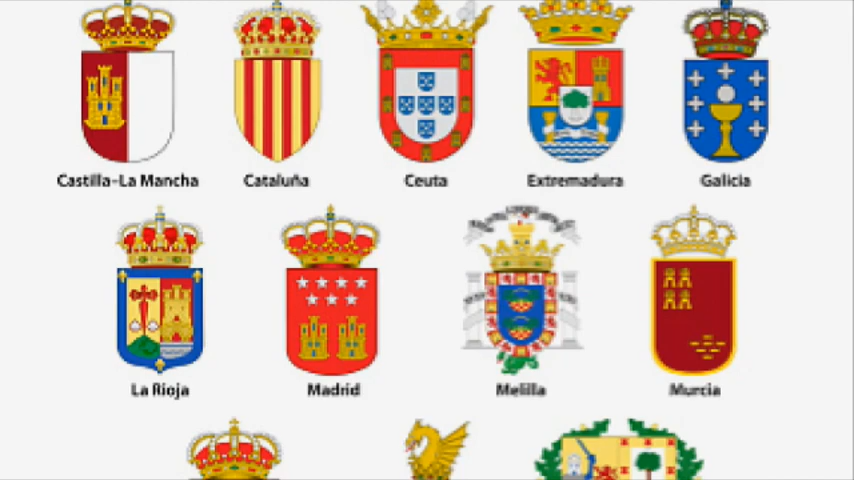 Castilla-La Mancha
Cataluña
Ceuta
Extremadura
Galicia
La Rioja
Madrid
Melilla
Murcia